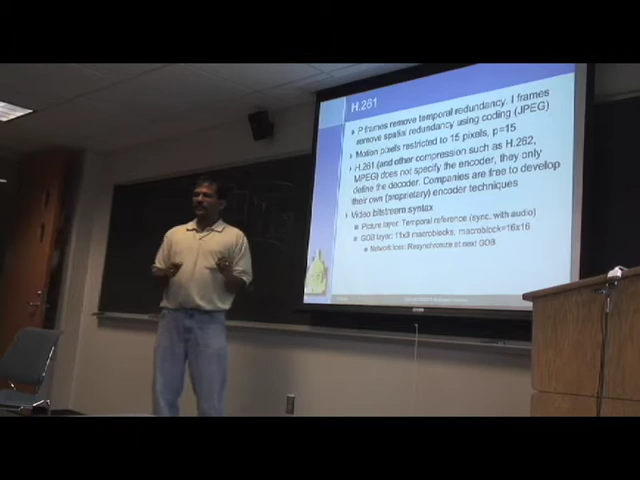 H.261
P frames remove temporal redundancy. I frames
remove spatial redundancy using coding (JPEG)
Motion pixels restricted to 15 pixels, p=15
H.261 (and other compression such as H.262,
MPEG) does not specify the encoder, they only
define the decoder. Companies are free to develop
their own (proprietary) encoder techniques
Video bitstream syntax
Picture layer: Temporal reference (sync. with audio)
GOB layer: 11x3 macroblocks, macroblock=16x16
Network loss: Resynchronize at next GOB